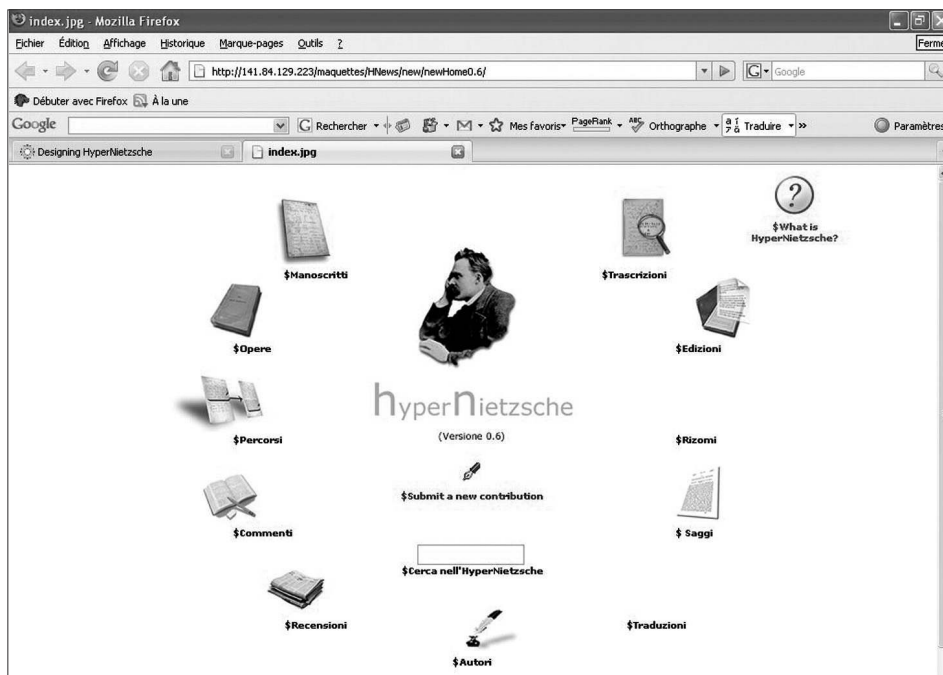 index.jpg - Mozilla Firefox
Fichier Édition Affichage Historique Marque-pages Outils ?
Ferme
http://141.84.129.223/maquettes/HNews/new/newHome0.6/
G Google
Débuter avec Firefox À la une
Google G Rechercher Mes favoris PageRank ABC Orthographe Traduire » Paramètres
Designing HyperNietzsche index.jpg
?
$What is
HyperNietzsche?
$Manoscritti $Trascrizioni
$Opere $Edizioni
hyperNietzsche
$Percorsi (Versione 0.6) $Rizomi
$Submit a new contribution
$Commenti $ Saggi
$Cerca nell'HyperNietzsche
$Recensioni $Traduzioni
$Autori